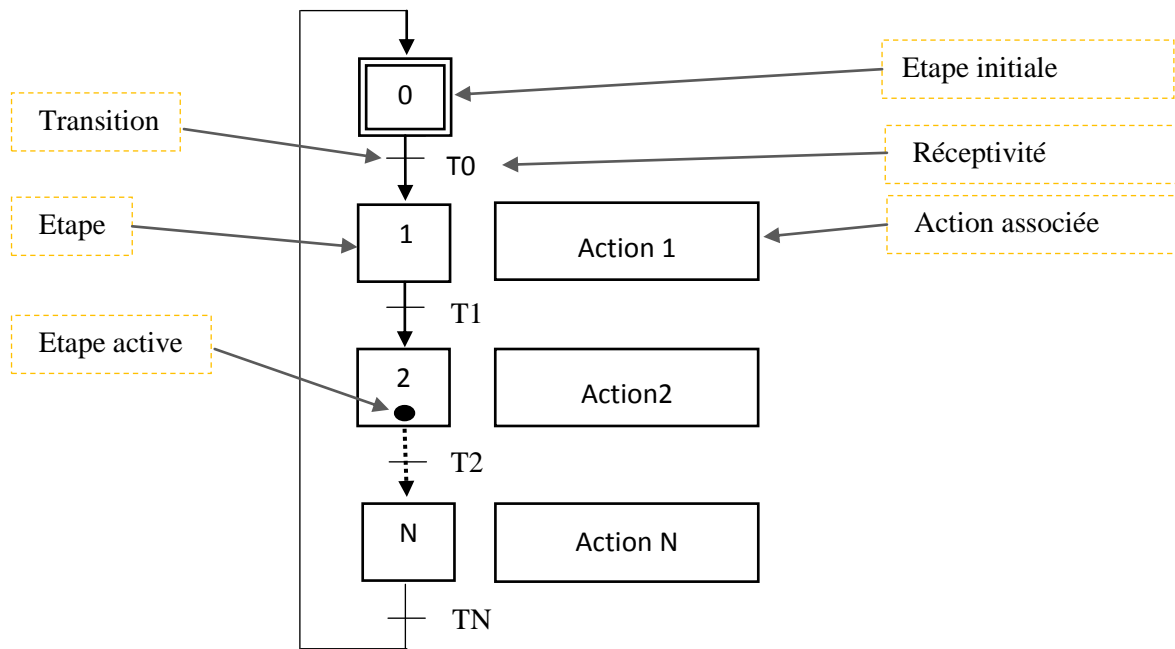 0
Etape initiale
Transition
T0
Réceptivité
Etape
1
Action 1
Action associée
T1
Etape active
2
Action2
T2
N
Action N
TN